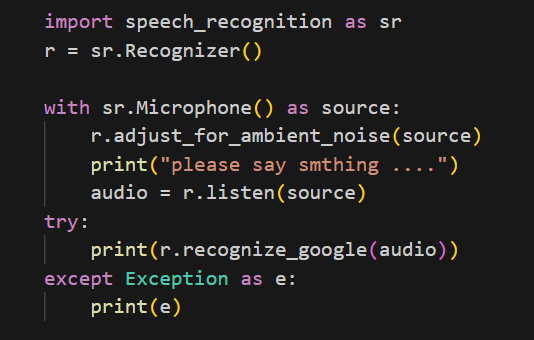 import speech_recognition as sr
r = sr.Recognizer()
with sr.Microphone() as source:
    r.adjust_for_ambient_noise(source)
    print("please say smthing ....")
    audio = r.listen(source)
try:
    print(r.recognize_google(audio))
except Exception as e:
    print(e)